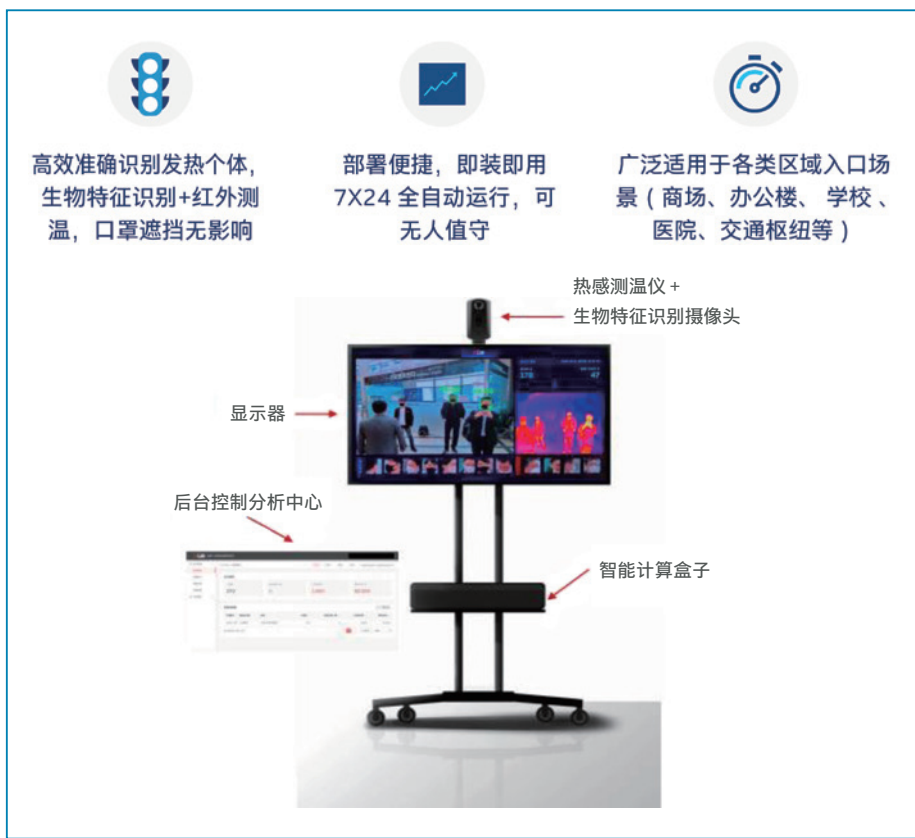 高效准确识别发热个体，
生物特征识别+红外测
温，口罩遮挡无影响
部署便捷，即装即用
7X24 全自动运行，可
无人值守
广泛适用于各类区域入口场
景（商场、办公楼、 学校 、
医院、交通枢纽等 ）
热感测温仪 +
生物特征识别摄像头
显示器
后台控制分析中心
智能计算盒子